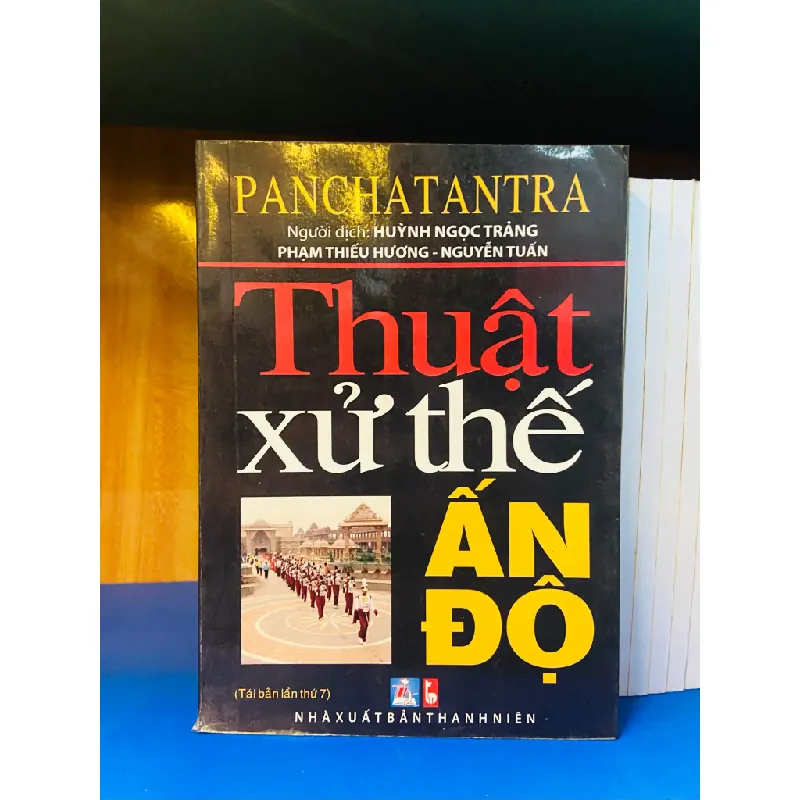 PANCHATANTRA
Người dịch: HUỲNH NGỌC TRẢNG
PHẠM THIẾU HƯƠNG - NGUYỄN TUẤN
Thuật
xử thế
ẤN
ĐỘ
(Tái bản lần thứ 7)
NHÀ XUẤT BẢN THANH NIÊN